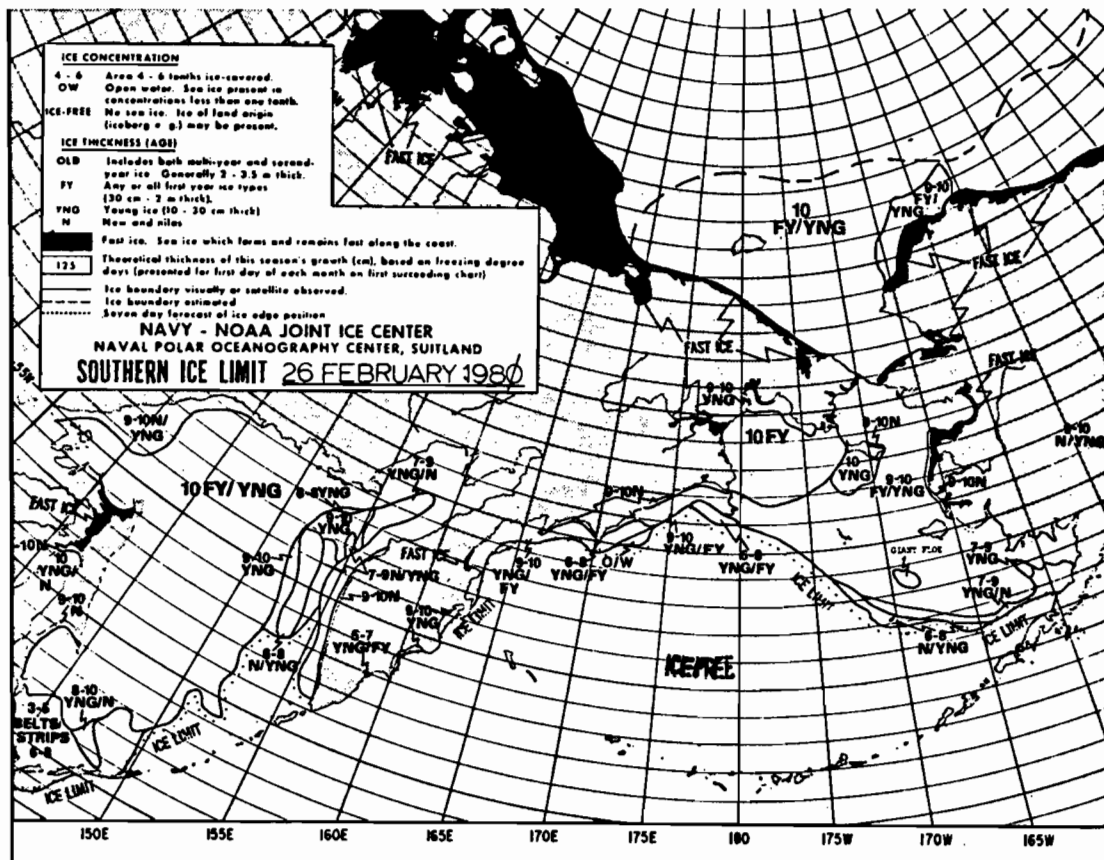 ICE CONCENTRATION
4 - 6 Area 4 - 6 tenths ice-covered.
OW Open water. Sea ice present in
concentrations less than one tenth.
ICE-FREE No sea ice. Ice of land origin
(iceberg e g.) may be present.
ICE THICKNESS (AGE)
OLD Includes both multi-year and second-
year ice Generally 2 - 3.5 m thick.
FY Any or all first year ice types
(30 cm - 2 m thick).
YNG Young ice (10 - 30 cm thick)
N New and nilas
Fast ice. Sea ice which forms and remains fast along the coast.
125 Theoretical thickness of this season's growth (cm), based on freezing degree
days (presented for first day of each month on first succeeding chart)
Ice boundary visually or satellite observed.
Ice boundary estimated
Seven day forecast of ice edge position
NAVY - NOAA JOINT ICE CENTER
NAVAL POLAR OCEANOGRAPHY CENTER, SUITLAND
SOUTHERN ICE LIMIT 26 FEBRUARY 1980
FAST ICE
10
FY/YNG
9-10
FY/
YNG
FAST ICE
FAST ICE
FAST ICE
55N
9-10N/
YNG
9-10
YNG
10 FY
9-10N
9-10
N/YNG
10 FY/YNG
7-9
YNG/N
6-8YNG
YNG
9-10N
10
YNG
9-10
FY/YNG
9-10N
FAST ICE
-10N
10
YNG/
N
9-10
YNG
FAST ICE
7-9N/YNG
9-10N
9-10
YNG/
FY
6-8
YNG/FY
O/W
9-10
YNG/FY
6-8
YNG/FY
GIANT FLOE
7-9
YNG
7-9
YNG/N
9-10
N
9-10
YNG
ICE LIMIT
ICE LIMIT
6-8
N/YNG
5-7
YNG/FY
ICE FREE
6-8
N/YNG
ICE LIMIT
8-10
YNG/N
3-5
BELTS/
STRIPS
6-8
ICE LIMIT
ICE LIMIT
150E 155E 160E 165E 170E 175E 180 175W 170W 165W